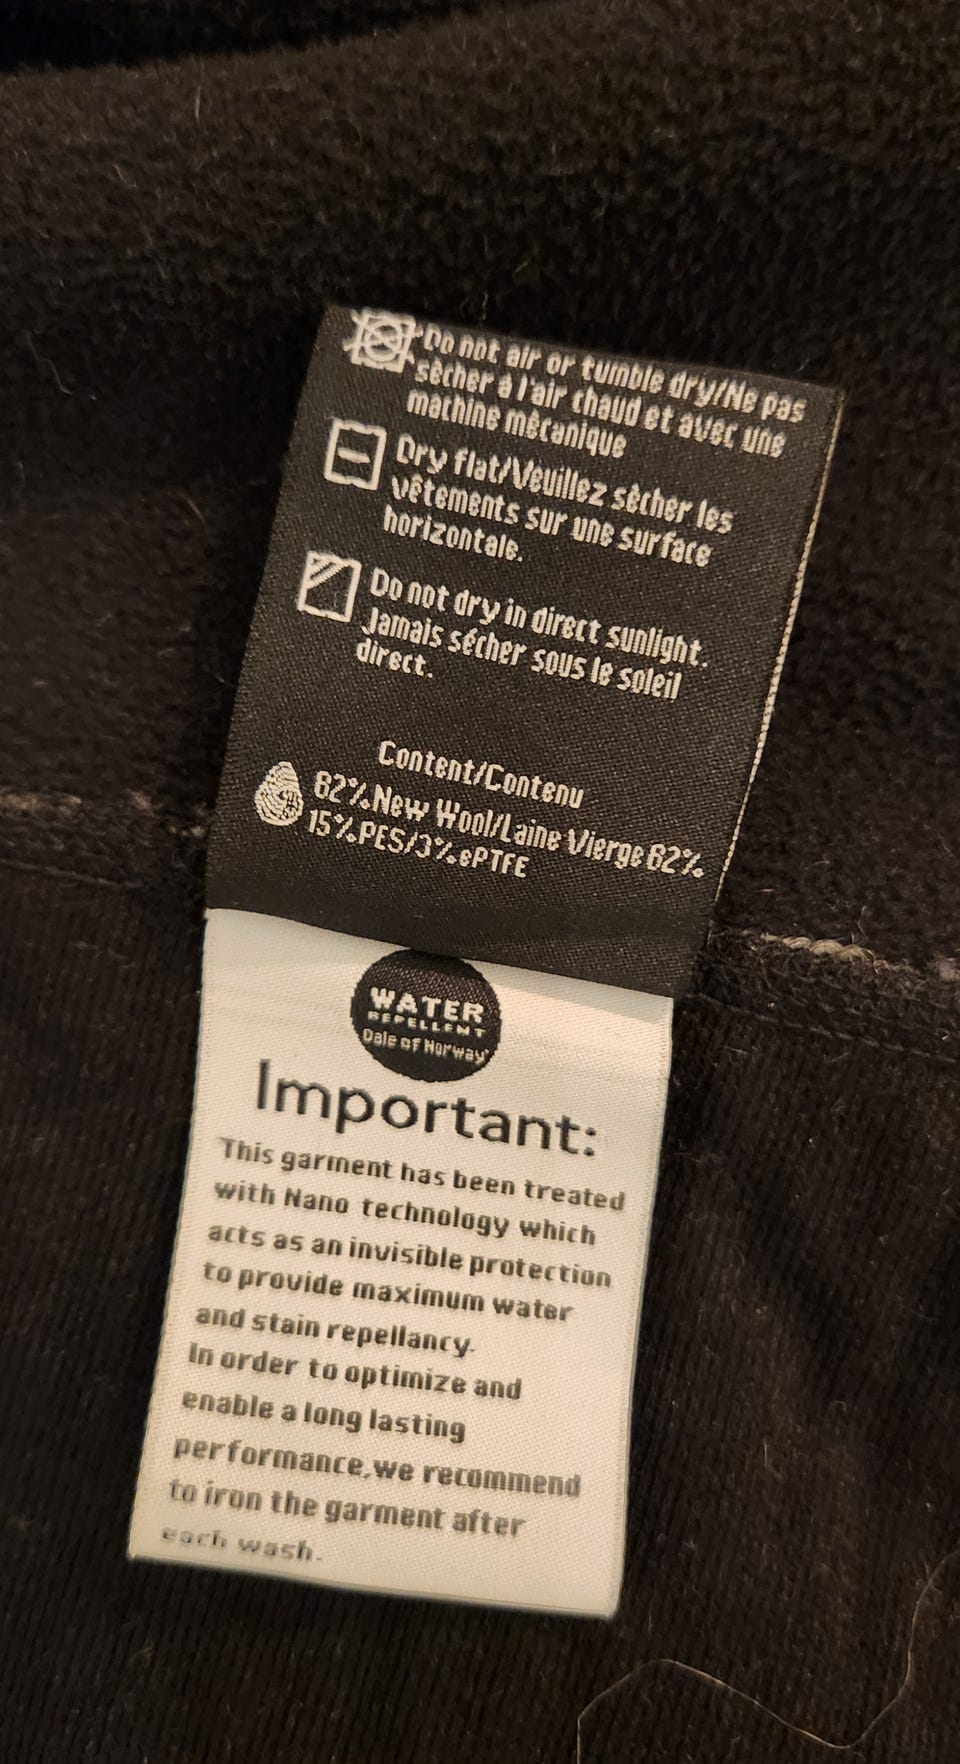 Do not air or tumble dry/Ne pas
sècher á l'air chaud et avec une
machine mécanique
Dry flat/Veuillez sècher les
vêtements sur une surface
horizontale.
Do not dry in direct sunlight.
Jamais sécher sous le soleil
direct.
Content/Contenu
82%New Wool/Laine Vierge 82%
15%PES/3%ePTFE
WATER
REPELLENT
Dale of Norway
Important:
This garment has been treated
with Nano technology which
acts as an invisible protection
to provide maximum water
and stain repellancy.
In order to optimize and
enable a long lasting
performance,we recommend
to iron the garment after
each wash.